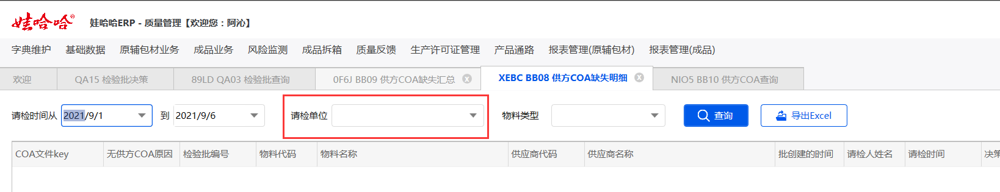 娃哈哈®
娃哈哈ERP - 质量管理【欢迎您：阿沁】
字典维护 基础数据 原辅包材业务 成品业务 风险监测 成品拆箱 质量反馈 生产许可证管理 产品通路 报表管理(原辅包材) 报表管理(成品)
欢迎 QA15 检验批决策 89LD QA03 检验批查询 0F6J BB09 供方COA缺失汇总 XEBC BB08 供方COA缺失明细 NIO5 BB10 供方COA查询
请检时间从 2021/9/1 到 2021/9/6 请检单位 物料类型 查询 导出Excel
COA文件key 无供方COA原因 检验批编号 物料代码 物料名称 供应商代码 供应商名称 批创建的时间 请检人姓名 请检时间 决策